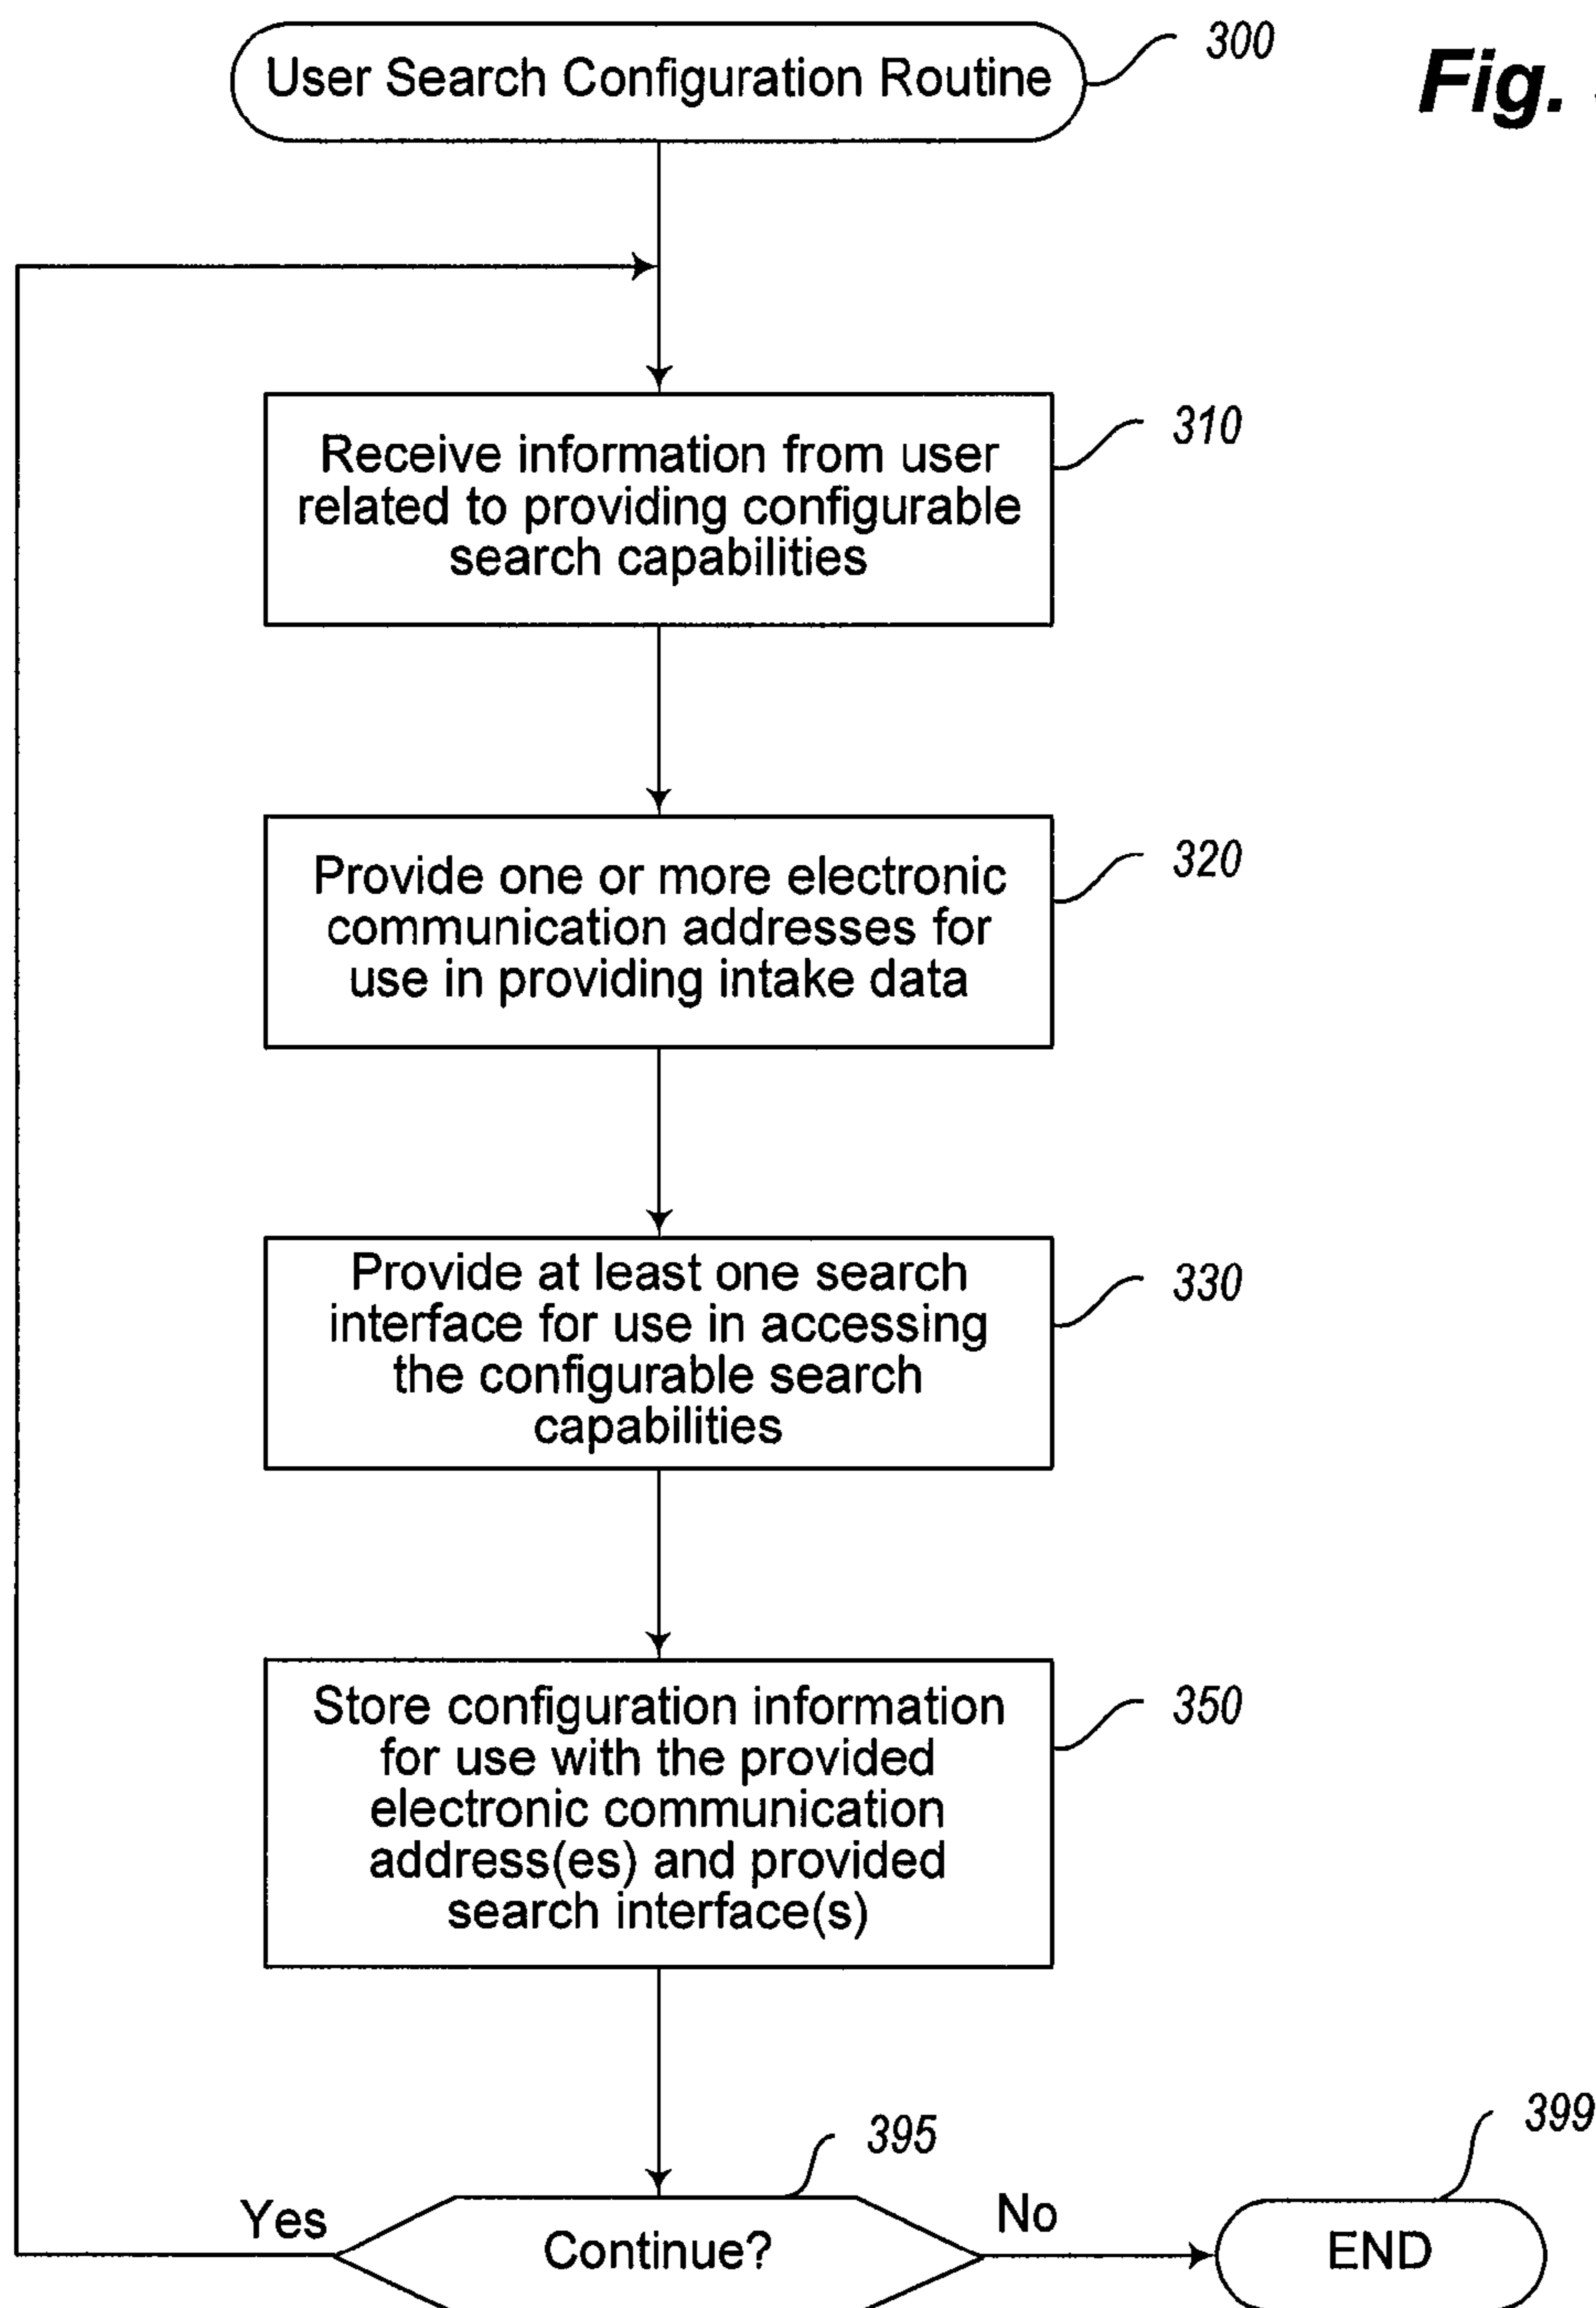 User Search Configuration Routine
300
Fig.
Receive information from user
related to providing configurable
search capabilities
310
Provide one or more electronic
communication addresses for
use in providing intake data
320
Provide at least one search
interface for use in accessing
the configurable search
capabilities
330
Store configuration information
for use with the provided
electronic communication
address(es) and provided
search interface(s)
350
395
399
Yes
Continue?
No
END